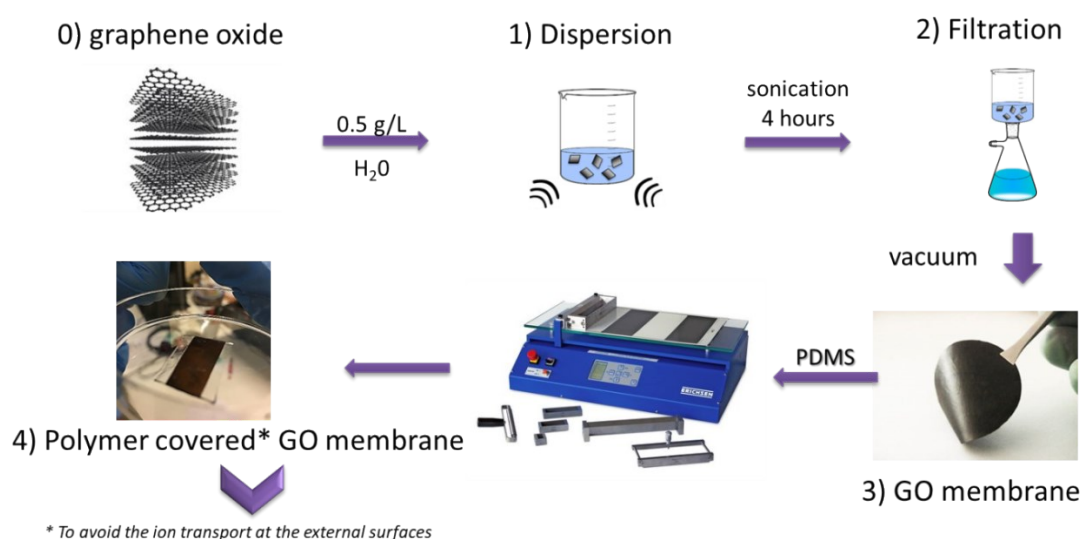 0) graphene oxide
1) Dispersion
2) Filtration
0.5 g/L
H₂0
sonication
4 hours
vacuum
PDMS
ERICHSEN
3) GO membrane
4) Polymer covered* GO membrane
* To avoid the ion transport at the external surfaces